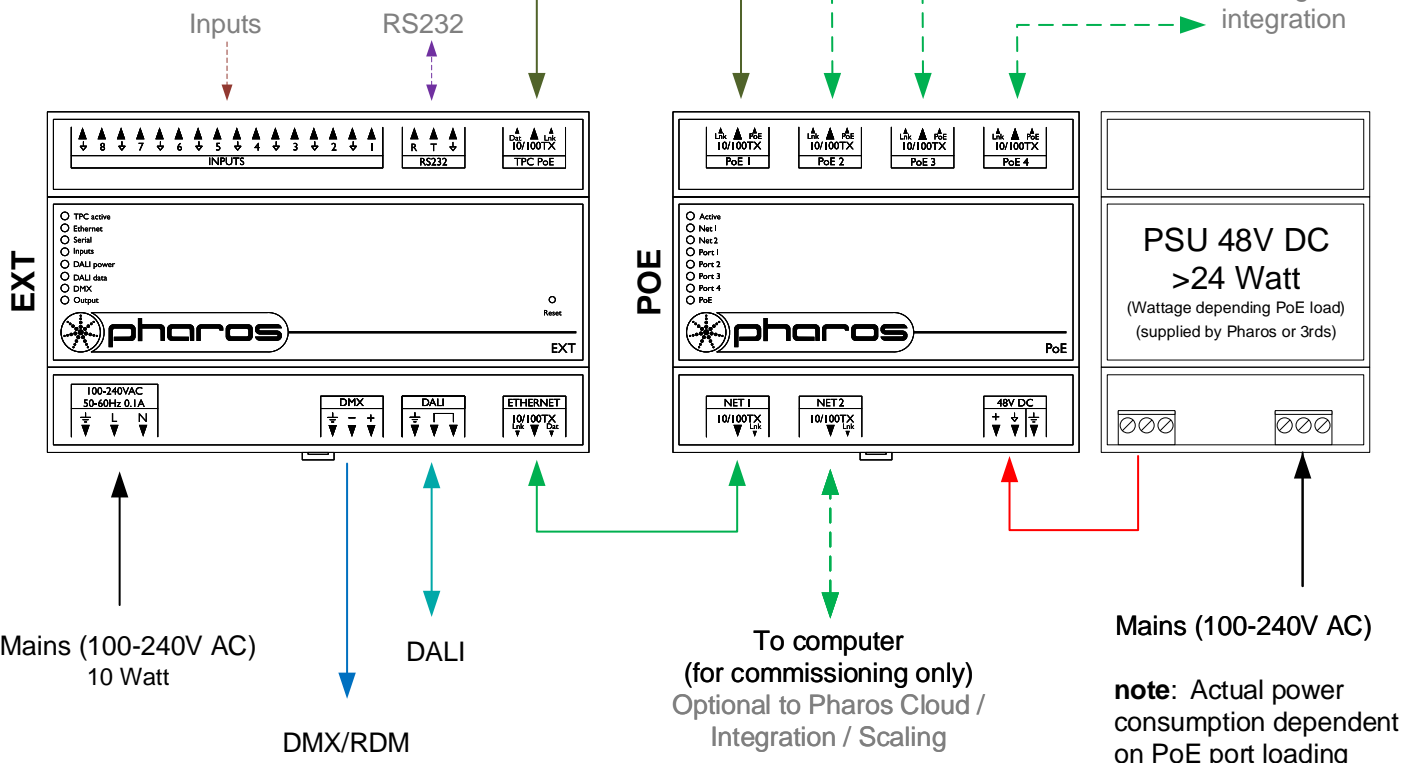 Inputs
RS232
integration
8 7 6 5 4 3 2 1
INPUTS
R T
RS232
Dat Lnk
10/100TX
TPC PoE
Lnk PoE
10/100TX
PoE 1
Lnk PoE
10/100TX
PoE 2
Lnk PoE
10/100TX
PoE 3
Lnk PoE
10/100TX
PoE 4
EXT
TPC active
Ethernet
Serial
Inputs
DALI power
DALI data
DMX
Output
Reset
pharos
EXT
POE
Active
Net 1
Net 2
Port 1
Port 2
Port 3
Port 4
PoE
pharos
PoE
PSU 48V DC
>24 Watt
(Wattage depending PoE load)
(supplied by Pharos or 3rds)
100-240VAC
50-60Hz 0.1A
L N
DMX
− +
DALI
ETHERNET
10/100TX
Lnk Dat
NET 1
10/100TX
Lnk
NET 2
10/100TX
Lnk
48V DC
+
Mains (100-240V AC)
10 Watt
DMX/RDM
DALI
To computer
(for commissioning only)
Optional to Pharos Cloud /
Integration / Scaling
Mains (100-240V AC)
note: Actual power
consumption dependent
on PoE port loading